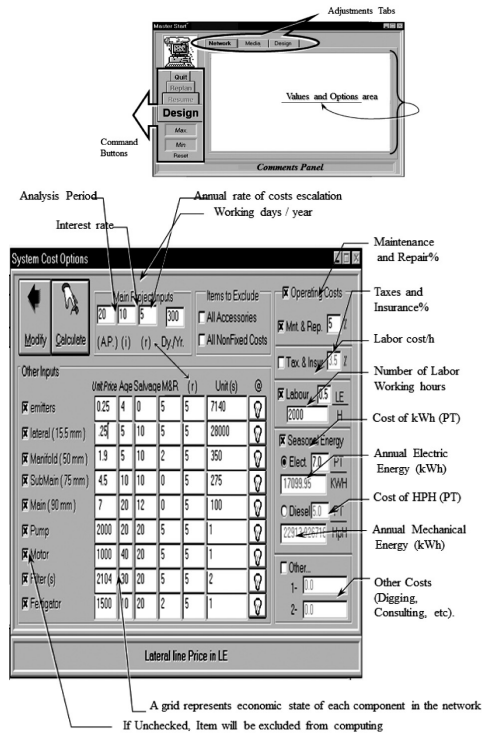 Adjustments Tabs
Master Start
Network Media Design
Quit
Replan
Resume
Design
Max
Min
Reset
Values and Options area
Command
Buttons
Comments Panel
Analysis Period
Annual rate of costs escalation
Interest rate
Working days / year
System Cost Options
Maintenance
and Repair%
Modify
Calculate
Main Project Inputs
20 10 5 300
(A.P.) (i) (r) Dy./Yr.
Items to Exclude
All Accessories
All NonFixed Costs
Operating Costs
Mnt. & Rep. 5 %
Tax. & Insur 3.5 %
Labour 0.5 LE
2000 H
Seasonal Energy
Elect. 7.0 PT
17099.95 KWH
Diesel 5.0 PT
HpH
Other...
1- 0.0
2- 0.0
Taxes and
Insurance%
Labor cost/h
Number of Labor
Working hours
Cost of kWh (PT)
Annual Electric
Energy (kWh)
Cost of HPH (PT)
Annual Mechanical
Energy (kWh)
Other Costs
(Digging,
Consulting, etc).
Other Inputs
Unit Price Age Salvage M&R (r) Unit (s) @
emitters 0.25 4 0 5 5 7140
lateral (15.5 mm) .25 5 10 5 5 28000
Manifold (50 mm) 1.9 5 10 2 5 350
SubMain (75 mm) 4.5 10 10 0 5 275
Main (90 mm) 7 20 12 0 5 100
Pump 2000 20 20 5 5 1
Motor 1000 40 20 5 5 1
Filter (s) 2104 30 20 5 5 2
Fertigator 1500 10 20 2 5 1
Lateral line Price in LE
A grid represents economic state of each component in the network
If Unchecked, Item will be excluded from computing